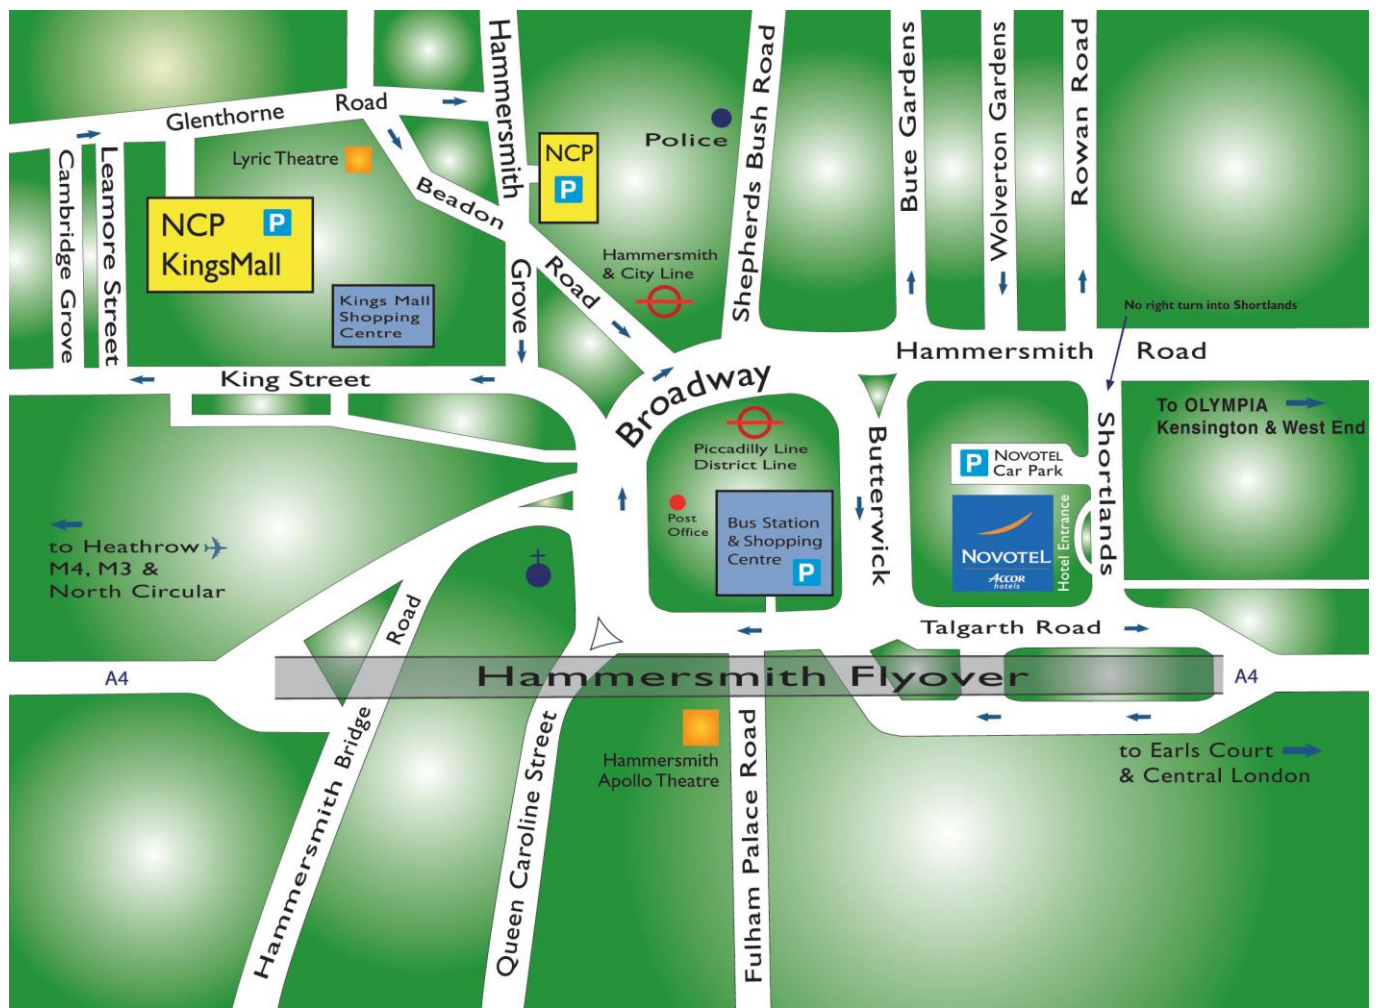 Hammersmith
Grove
Shepherds Bush Road
Bute Gardens
Wolverton Gardens
Rowan Road
Glenthorne
Road
NCP
P
Police
Lyric Theatre
Cambridge Grove
Leamore Street
Beadon
Road
NCP
P
KingsMall
Hammersmith
& City Line
Kings Mall
Shopping
Centre
No right turn into Shortlands
Hammersmith
Road
King Street
Broadway
To OLYMPIA
Kensington & West End
Piccadilly Line
District Line
Butterwick
Shortlands
P
NOVOTEL
Car Park
Post
Office
Bus Station
& Shopping
Centre
P
NOVOTEL
ACCOR
hotels
Hotel Entrance
to Heathrow
M4, M3 &
North Circular
Talgarth Road
A4
Hammersmith Flyover
A4
Hammersmith Bridge
Road
Queen Caroline Street
Hammersmith
Apollo Theatre
Fulham Palace Road
to Earls Court
& Central London